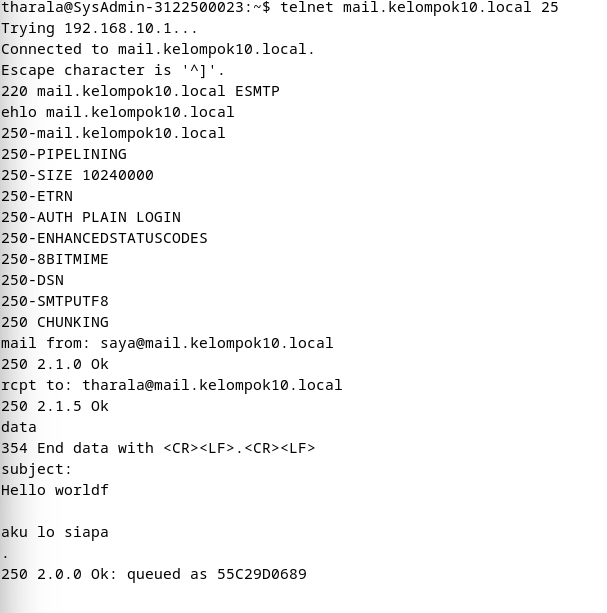 tharala@SysAdmin-3122500023:~$ telnet mail.kelompok10.local 25
Trying 192.168.10.1...
Connected to mail.kelompok10.local.
Escape character is '^]'.
220 mail.kelompok10.local ESMTP
ehlo mail.kelompok10.local
250-mail.kelompok10.local
250-PIPELINING
250-SIZE 10240000
250-ETRN
250-AUTH PLAIN LOGIN
250-ENHANCEDSTATUSCODES
250-8BITMIME
250-DSN
250-SMTPUTF8
250 CHUNKING
mail from: saya@mail.kelompok10.local
250 2.1.0 Ok
rcpt to: tharala@mail.kelompok10.local
250 2.1.5 Ok
data
354 End data with <CR><LF>.<CR><LF>
subject:
Hello worldf

aku lo siapa
.
250 2.0.0 Ok: queued as 55C29D0689